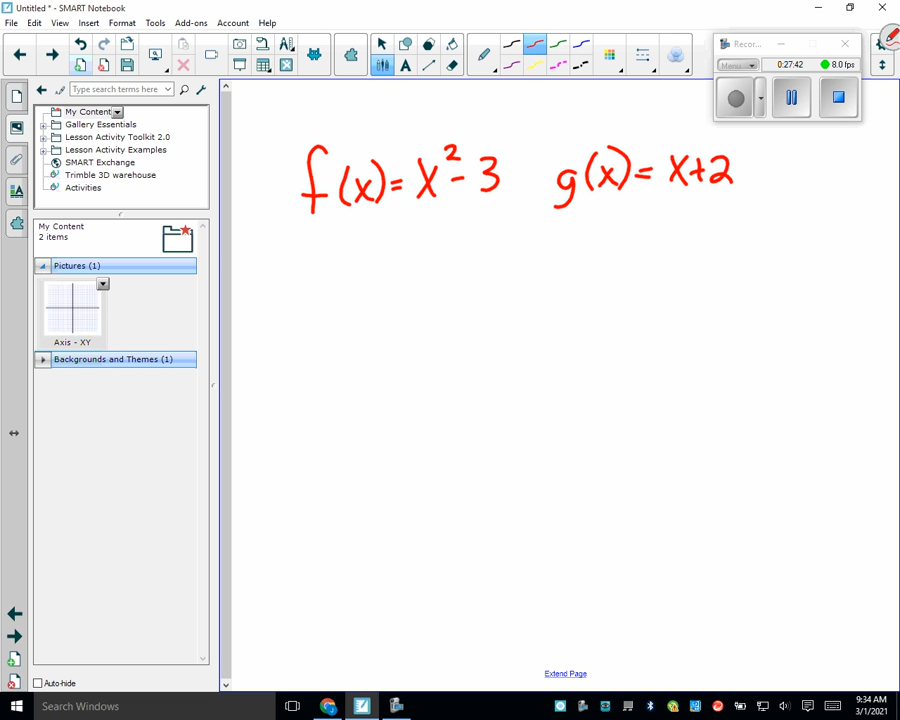 Untitled * - SMART Notebook
File Edit View Insert Format Tools Add-ons Account Help
Recor...
Menu 0:27:42 8.0 fps
Type search terms here
My Content
Gallery Essentials
Lesson Activity Toolkit 2.0
Lesson Activity Examples
SMART Exchange
Trimble 3D warehouse
Activities
My Content
2 items
Pictures (1)
Axis - XY
Backgrounds and Themes (1)
f(x) = x² - 3 g(x) = x+2
Extend Page
Auto-hide
Search Windows
9:34 AM
3/1/2021